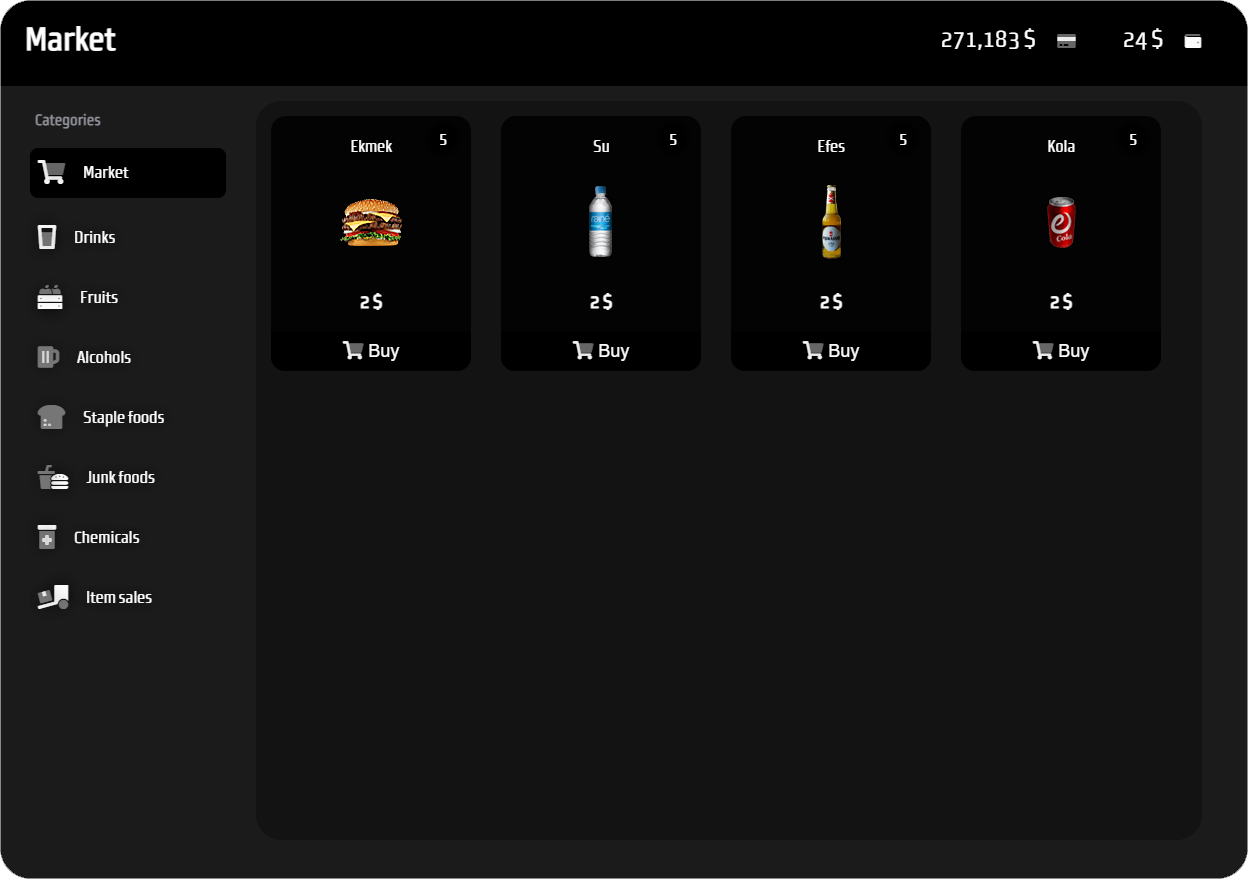 Market
271,183 $
24 $
Categories
Market
Drinks
Fruits
Alcohols
Staple foods
Junk foods
Chemicals
Item sales
Ekmek
5
2 $
Buy
Su
5
2 $
Buy
Efes
5
2 $
Buy
Kola
5
Cola
2 $
Buy